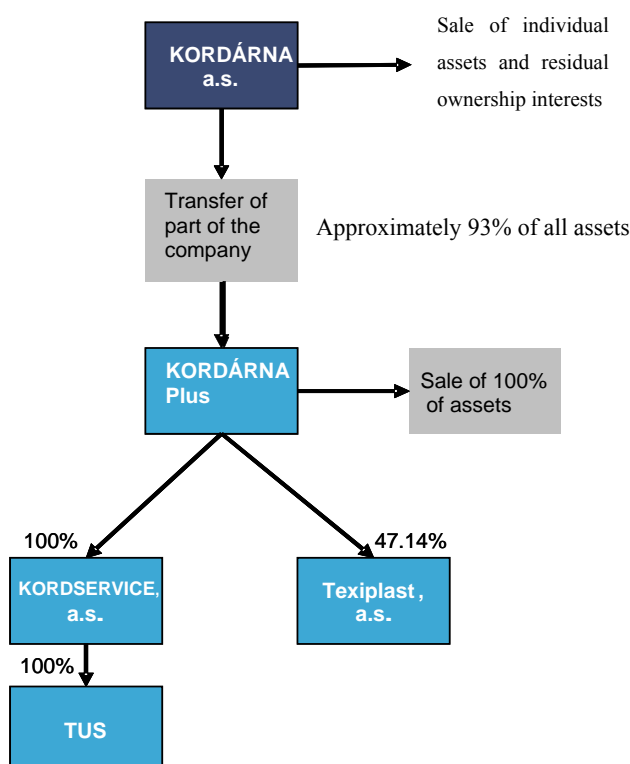 KORDÁRNA
a.s.
Sale of individual
assets and residual
ownership interests
Transfer of
part of the
company
Approximately 93% of all assets
KORDÁRNA
Plus
Sale of 100%
of assets
100%
47.14%
KORDSERVICE,
a.s.
Texiplast ,
a.s.
100%
TUS